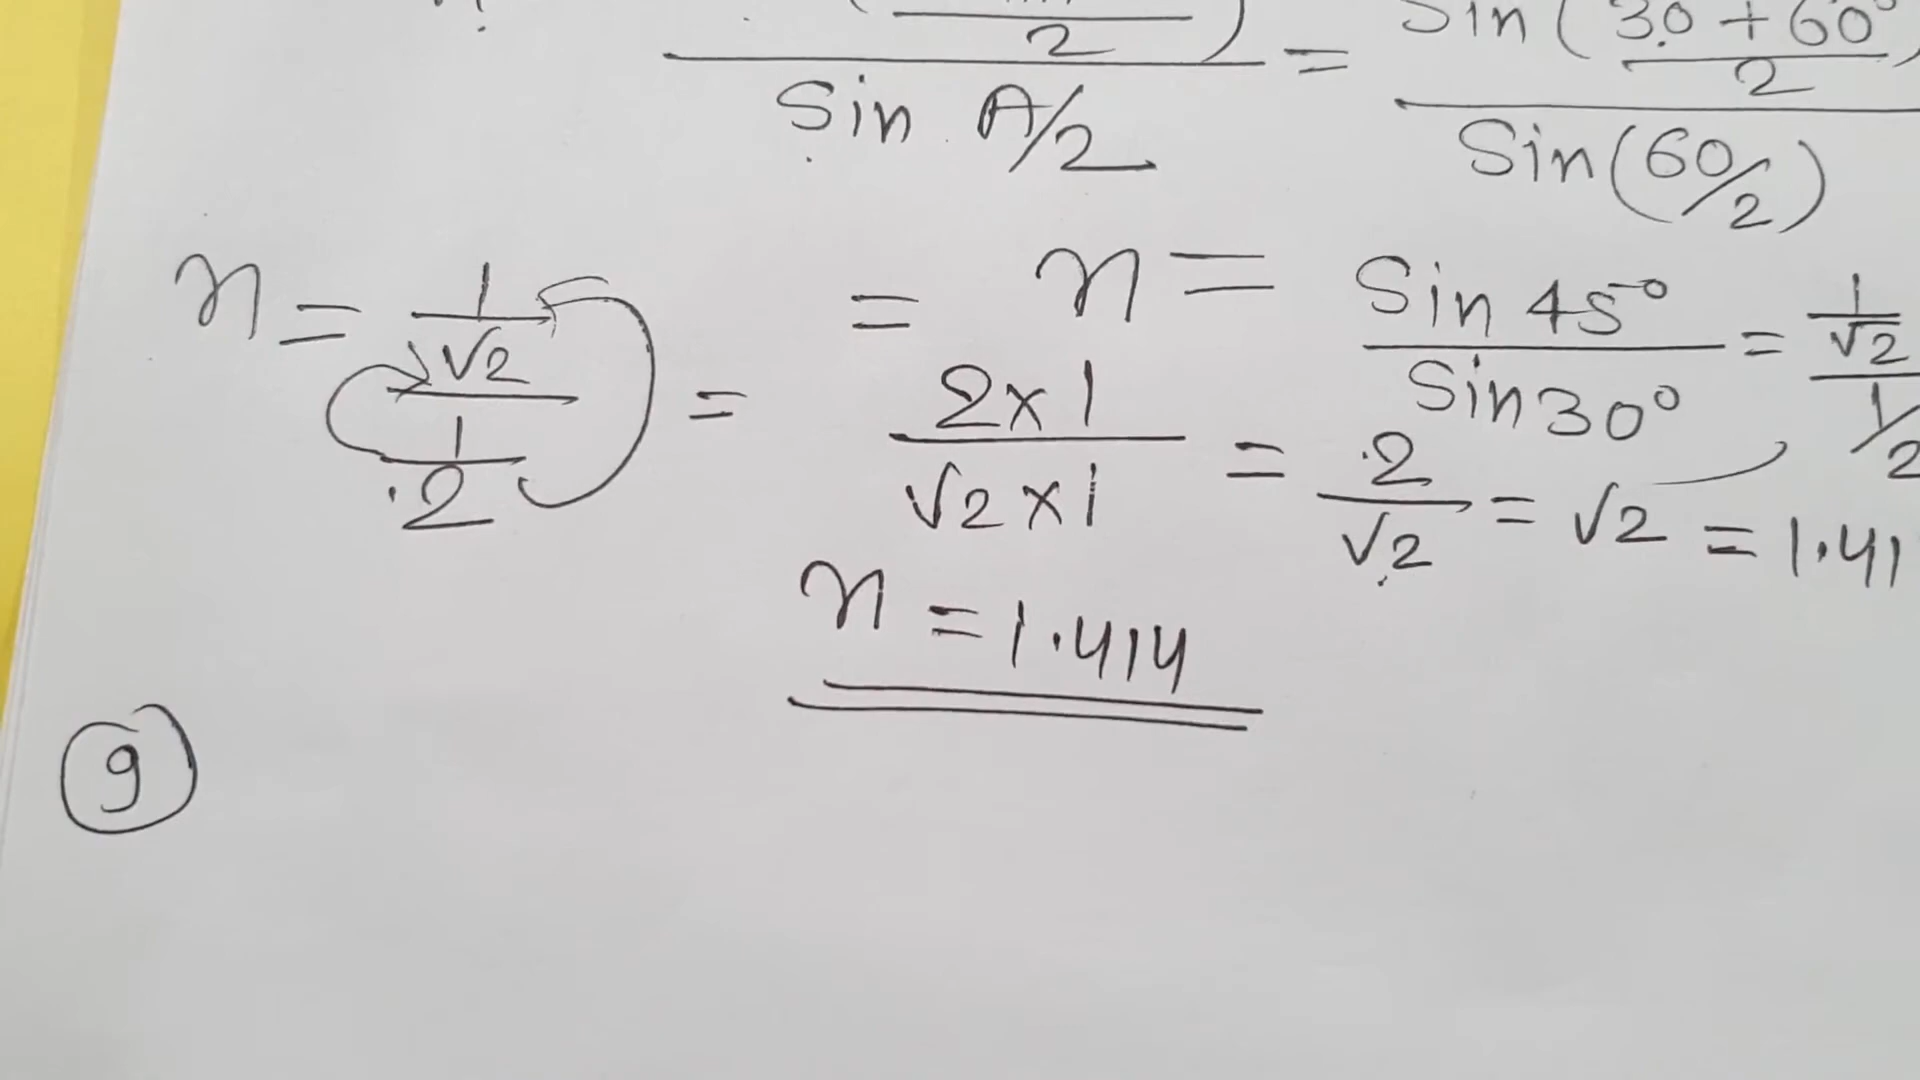 2 = Sin (30 + 60° / 2)
Sin A/2 Sin (60/2)
n = 1/√2 / 1/2 = n = Sin 45° / Sin 30° = 1/√2 / 1/2
= 2 x 1 / √2 x 1 = 2/√2 = √2 = 1.41
n = 1.414
9